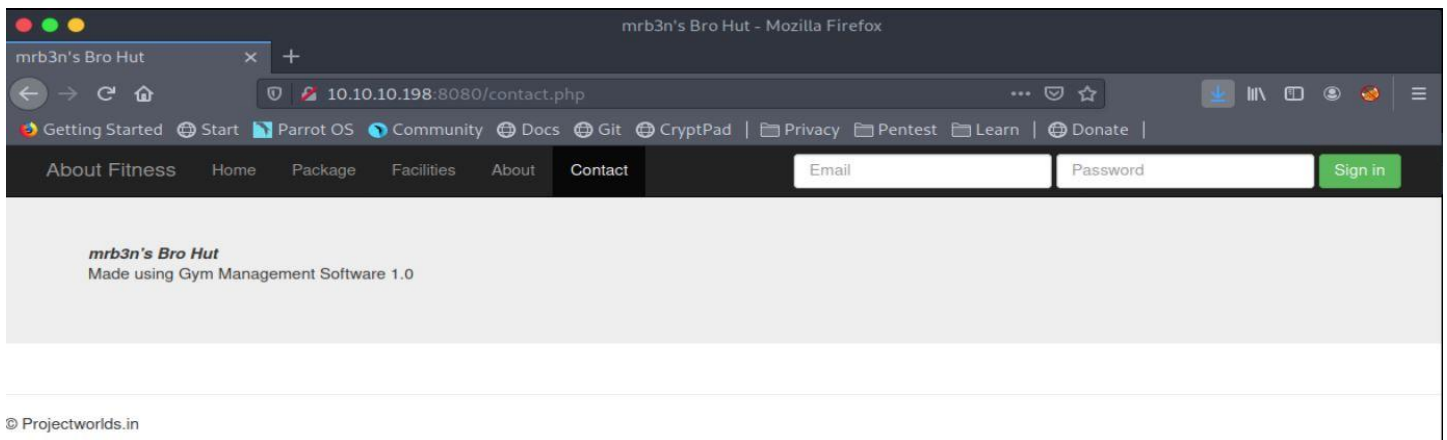 mrb3n's Bro Hut - Mozilla Firefox
mrb3n's Bro Hut
10.10.10.198:8080/contact.php
Getting Started Start Parrot OS Community Docs Git CryptPad | Privacy Pentest Learn | Donate |
About Fitness Home Package Facilities About Contact Email Password Sign in
mrb3n's Bro Hut
Made using Gym Management Software 1.0
© Projectworlds.in